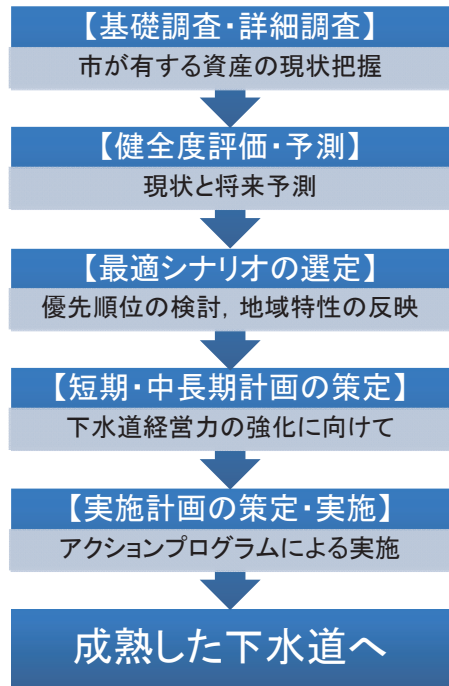 【基礎調査・詳細調査】
市が有する資産の現状把握
【健全度評価・予測】
現状と将来予測
【最適シナリオの選定】
優先順位の検討，地域特性の反映
【短期・中長期計画の策定】
下水道経営力の強化に向けて
【実施計画の策定・実施】
アクションプログラムによる実施
成熟した下水道へ